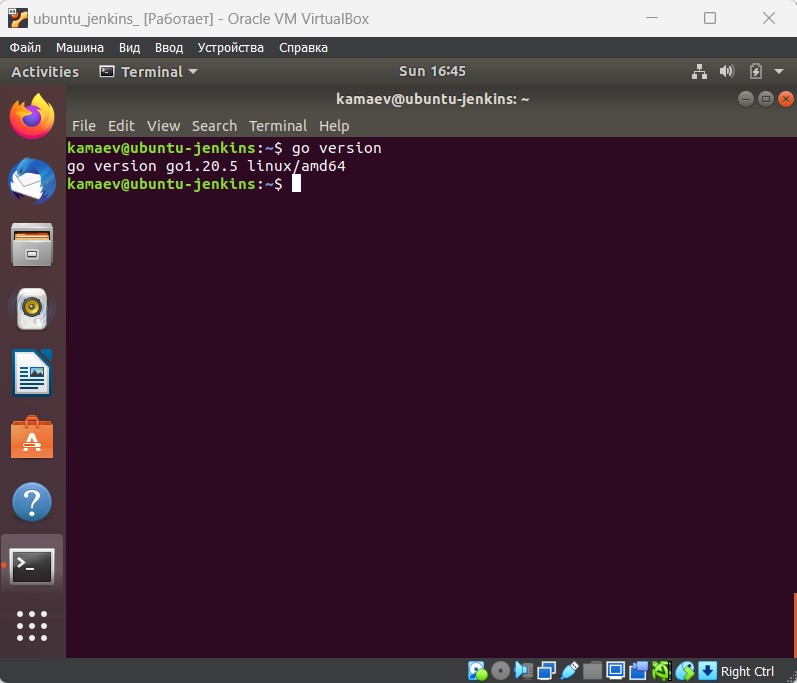 ubuntu_jenkins_ [Работает] - Oracle VM VirtualBox
Файл Машина Вид Ввод Устройства Справка
Activities Terminal Sun 16:45
kamaev@ubuntu-jenkins: ~
File Edit View Search Terminal Help
kamaev@ubuntu-jenkins:~$ go version
go version go1.20.5 linux/amd64
kamaev@ubuntu-jenkins:~$
Right Ctrl